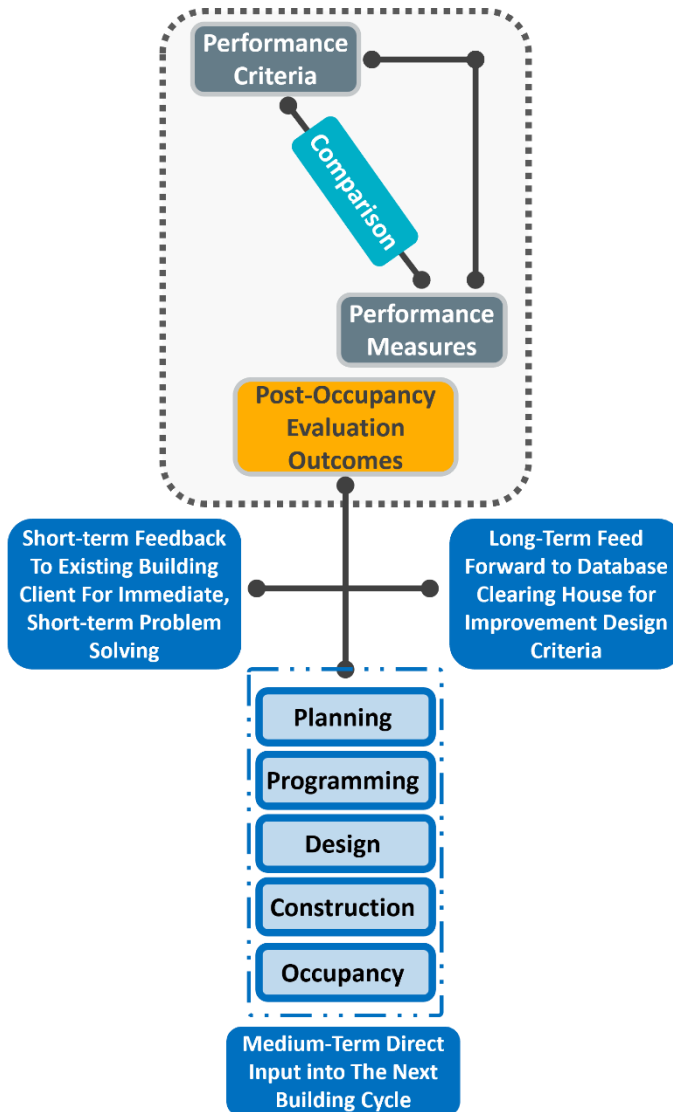 Performance
Criteria
Comparison
Performance
Measures
Post-Occupancy
Evaluation
Outcomes
Short-term Feedback
To Existing Building
Client For Immediate,
Short-term Problem
Solving
Long-Term Feed
Forward to Database
Clearing House for
Improvement Design
Criteria
Planning
Programming
Design
Construction
Occupancy
Medium-Term Direct
Input into The Next
Building Cycle